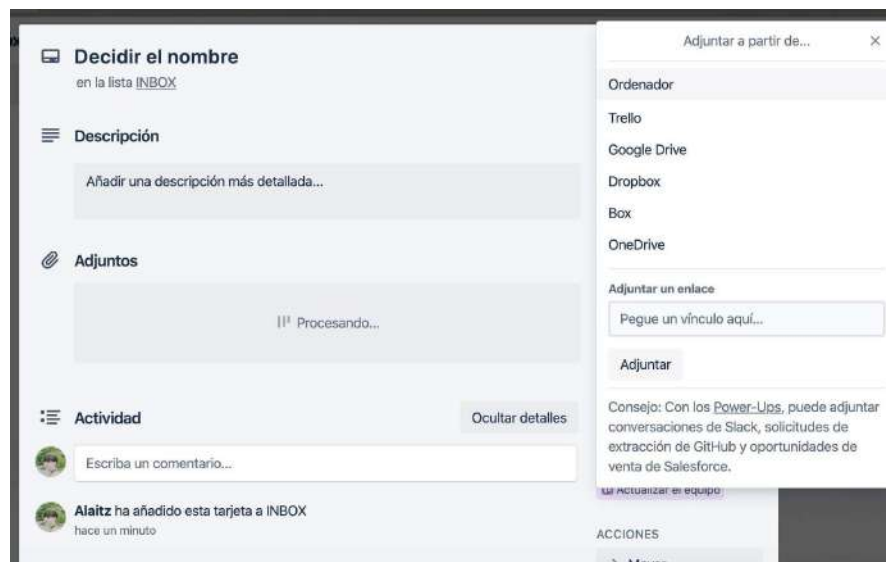 Decidir el nombre
en la lista INBOX
Descripción
Añadir una descripción más detallada...
Adjuntos
Procesando...
Actividad
Ocultar detalles
Escriba un comentario...
Alaitz ha añadido esta tarjeta a INBOX
hace un minuto
Adjuntar a partir de...
Ordenador
Trello
Google Drive
Dropbox
Box
OneDrive
Adjuntar un enlace
Pegue un vínculo aquí...
Adjuntar
Consejo: Con los Power-Ups, puede adjuntar
conversaciones de Slack, solicitudes de
extracción de GitHub y oportunidades de
venta de Salesforce.
Actualizar el equipo
ACCIONES